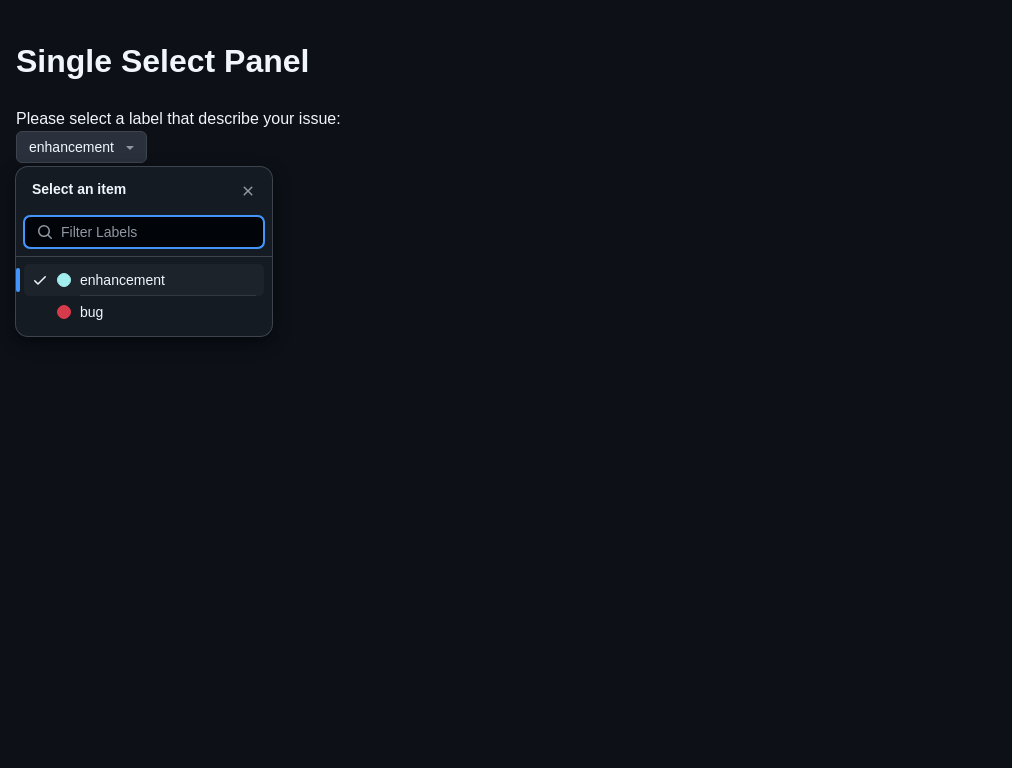 Single Select Panel
Please select a label that describe your issue:
enhancement
Select an item
Filter Labels
enhancement
bug